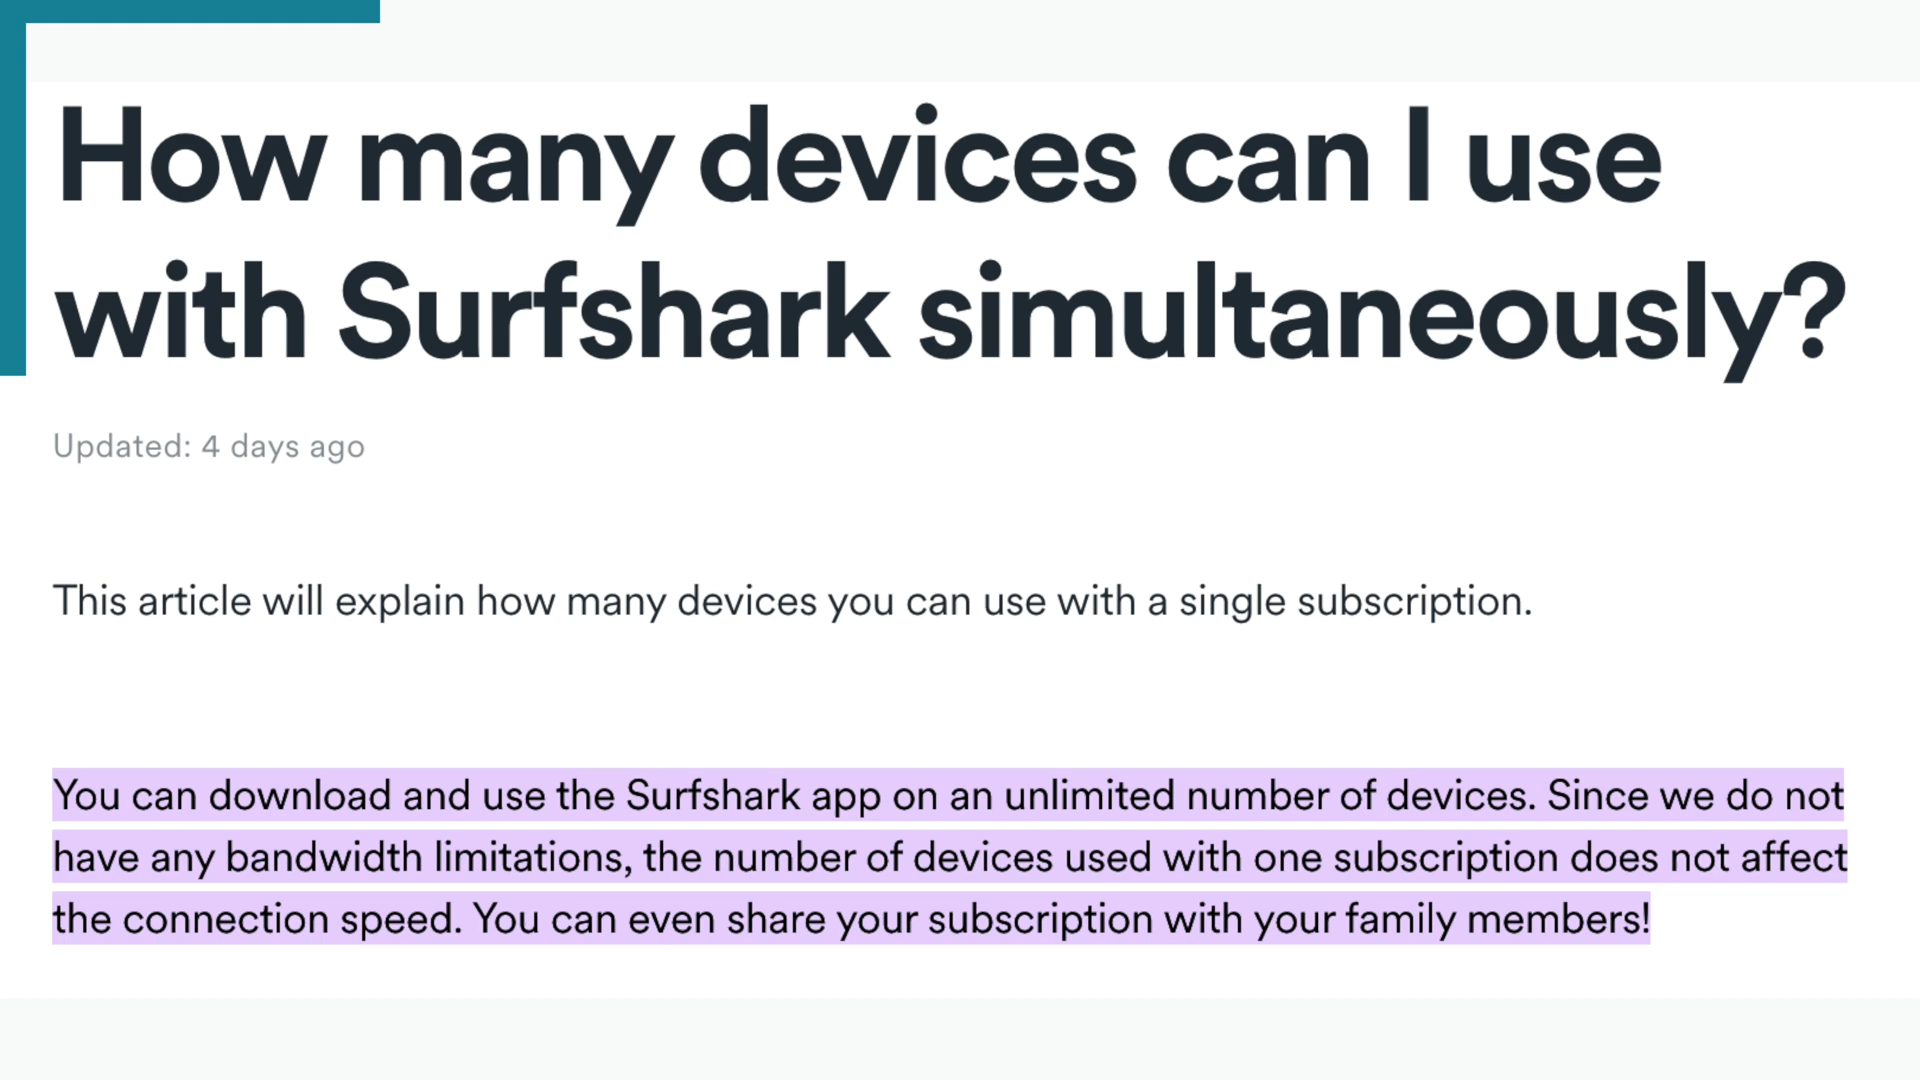 How many devices can I use
with Surfshark simultaneously?
Updated: 4 days ago
This article will explain how many devices you can use with a single subscription.
You can download and use the Surfshark app on an unlimited number of devices. Since we do not
have any bandwidth limitations, the number of devices used with one subscription does not affect
the connection speed. You can even share your subscription with your family members!